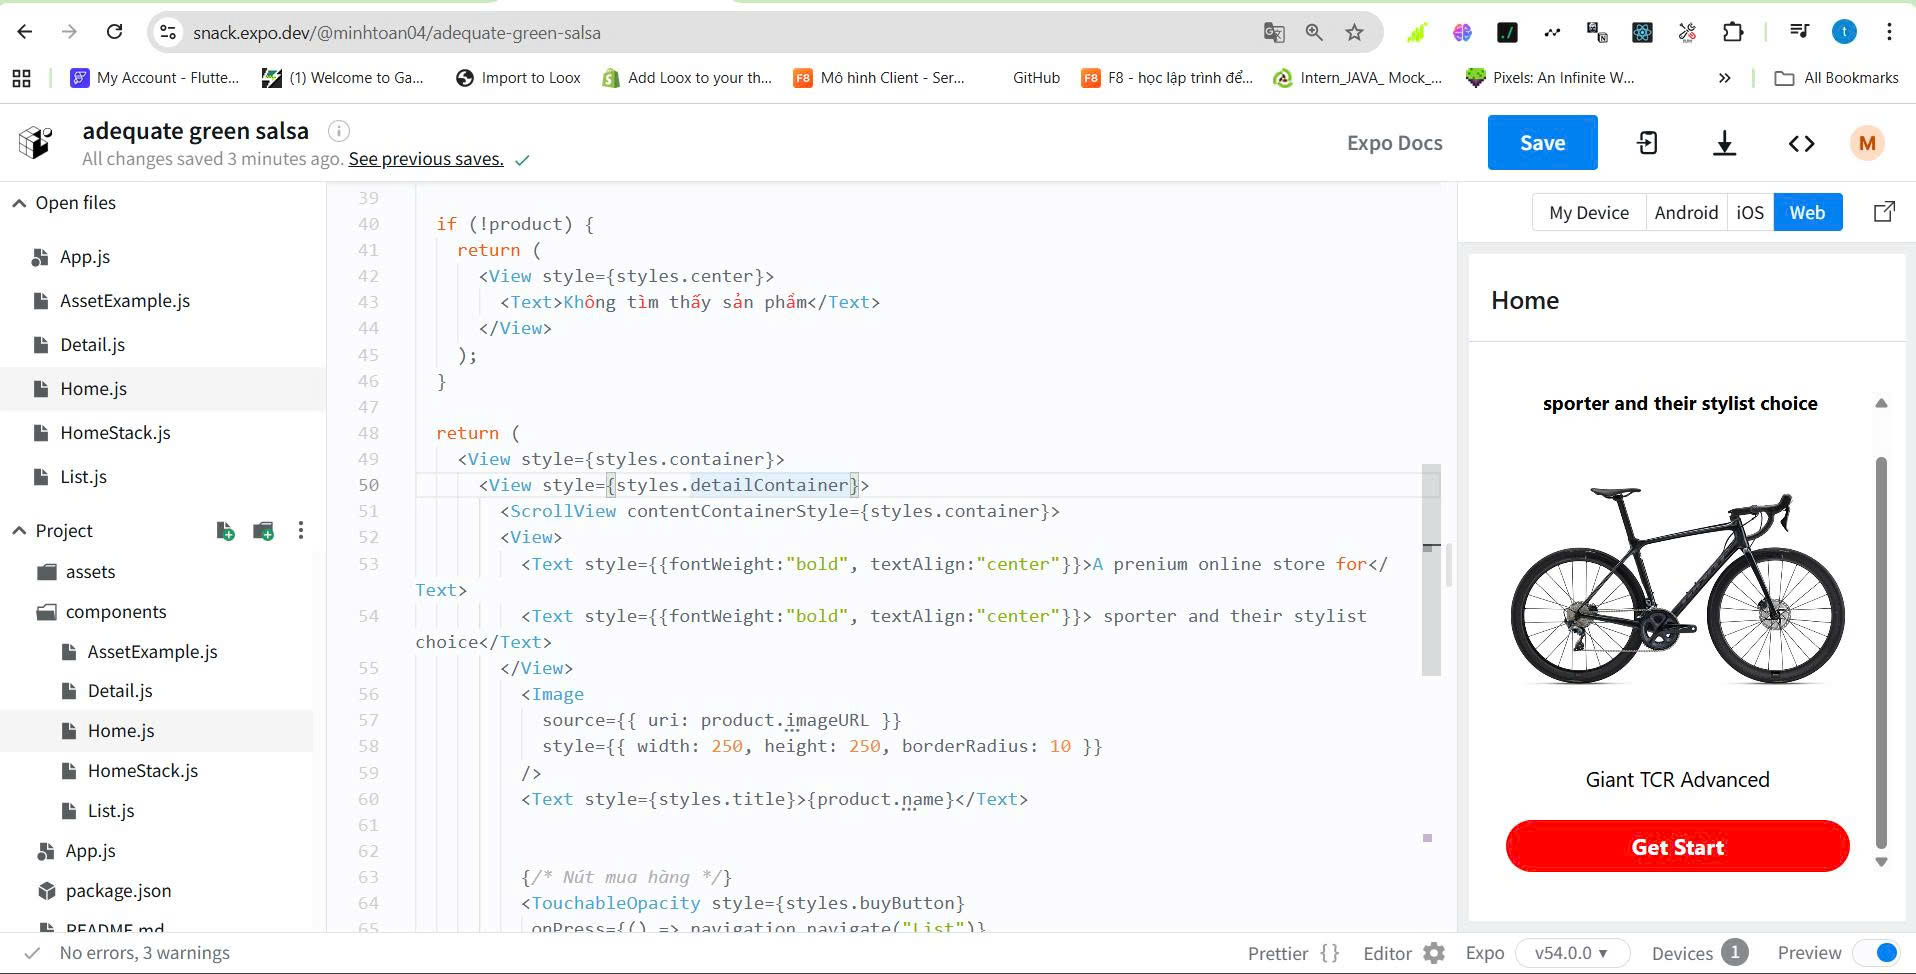 snack.expo.dev/@minhtoan04/adequate-green-salsa
t
My Account - Flutte...
(1) Welcome to Ga...
Import to Loox
Add Loox to your th...
F8
Mô hình Client - Ser...
GitHub
F8
F8 - học lập trình để...
Intern_JAVA_ Mock_...
Pixels: An Infinite W...
»
All Bookmarks
adequate green salsa
All changes saved 3 minutes ago. See previous saves.
Expo Docs
Save
M
Open files
App.js
AssetExample.js
Detail.js
Home.js
HomeStack.js
List.js
Project
assets
components
AssetExample.js
Detail.js
Home.js
HomeStack.js
List.js
App.js
package.json
README.md
39
40 if (!product) {
41 return (
42 <View style={styles.center}>
43 <Text>Không tìm thấy sản phẩm</Text>
44 </View>
45 );
46 }
47
48 return (
49 <View style={styles.container}>
50 <View style={styles.detailContainer}>
51 <ScrollView contentContainerStyle={styles.container}>
52 <View>
53 <Text style={{fontWeight:"bold", textAlign:"center"}}>A prenium online store for</
Text>
54 <Text style={{fontWeight:"bold", textAlign:"center"}}> sporter and their stylist
choice</Text>
55 </View>
56 <Image
57 source={{ uri: product.imageURL }}
58 style={{ width: 250, height: 250, borderRadius: 10 }}
59 />
60 <Text style={styles.title}>{product.name}</Text>
61
62
63 {/* Nút mua hàng */}
64 <TouchableOpacity style={styles.buyButton}
65 onPress={() => navigation.navigate("List")}
My Device
Android
iOS
Web
Home
sporter and their stylist choice
Giant TCR Advanced
Get Start
No errors, 3 warnings
Prettier { }
Editor
Expo
v54.0.0
Devices 1
Preview